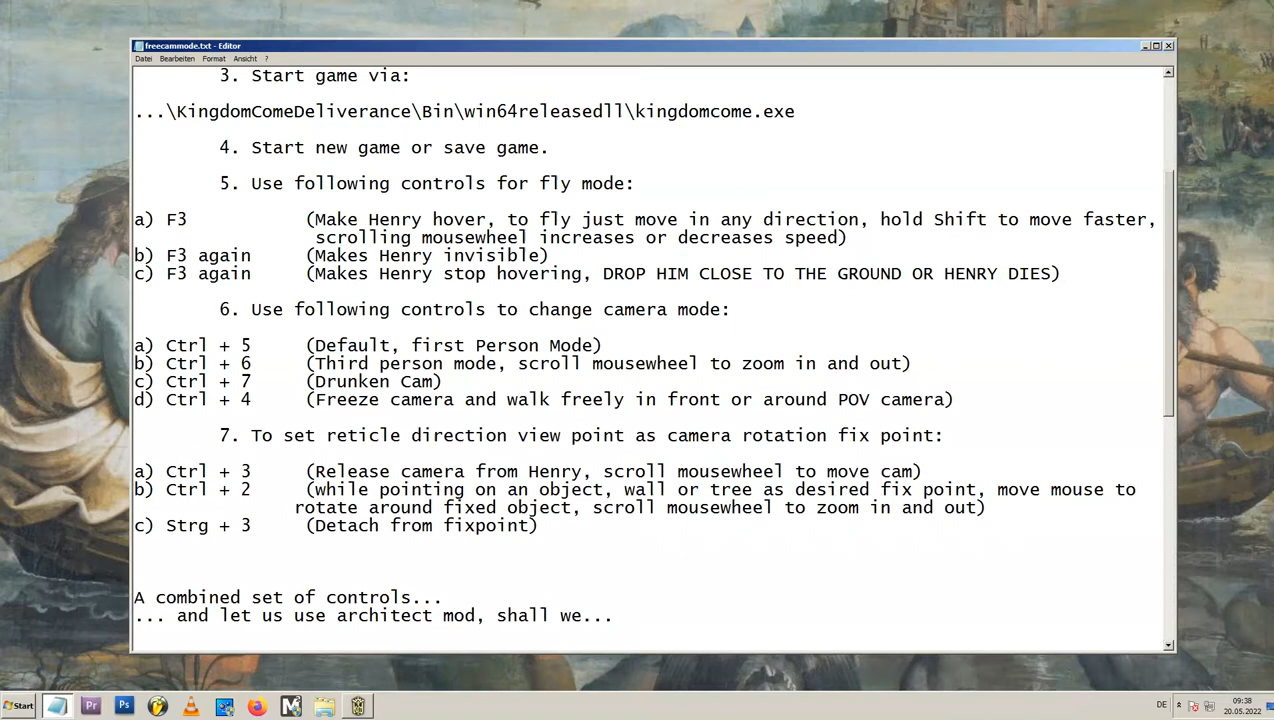 freecammode.txt - Editor
Datei Bearbeiten Format Ansicht ?
3. Start game via:
...\KingdomComeDeliverance\Bin\win64releasedll\kingdomcome.exe
4. Start new game or save game.
5. Use following controls for fly mode:
a) F3 (Make Henry hover, to fly just move in any direction, hold Shift to move faster,
scrolling mousewheel increases or decreases speed)
b) F3 again (Makes Henry invisible)
c) F3 again (Makes Henry stop hovering, DROP HIM CLOSE TO THE GROUND OR HENRY DIES)
6. Use following controls to change camera mode:
a) Ctrl + 5 (Default, first Person Mode)
b) Ctrl + 6 (Third person mode, scroll mousewheel to zoom in and out)
c) Ctrl + 7 (Drunken Cam)
d) Ctrl + 4 (Freeze camera and walk freely in front or around POV camera)
7. To set reticle direction view point as camera rotation fix point:
a) Ctrl + 3 (Release camera from Henry, scroll mousewheel to move cam)
b) Ctrl + 2 (while pointing on an object, wall or tree as desired fix point, move mouse to
rotate around fixed object, scroll mousewheel to zoom in and out)
c) Strg + 3 (Detach from fixpoint)
A combined set of controls...
... and let us use architect mod, shall we...
Start Pr Ps DE 09:38
20.05.2022